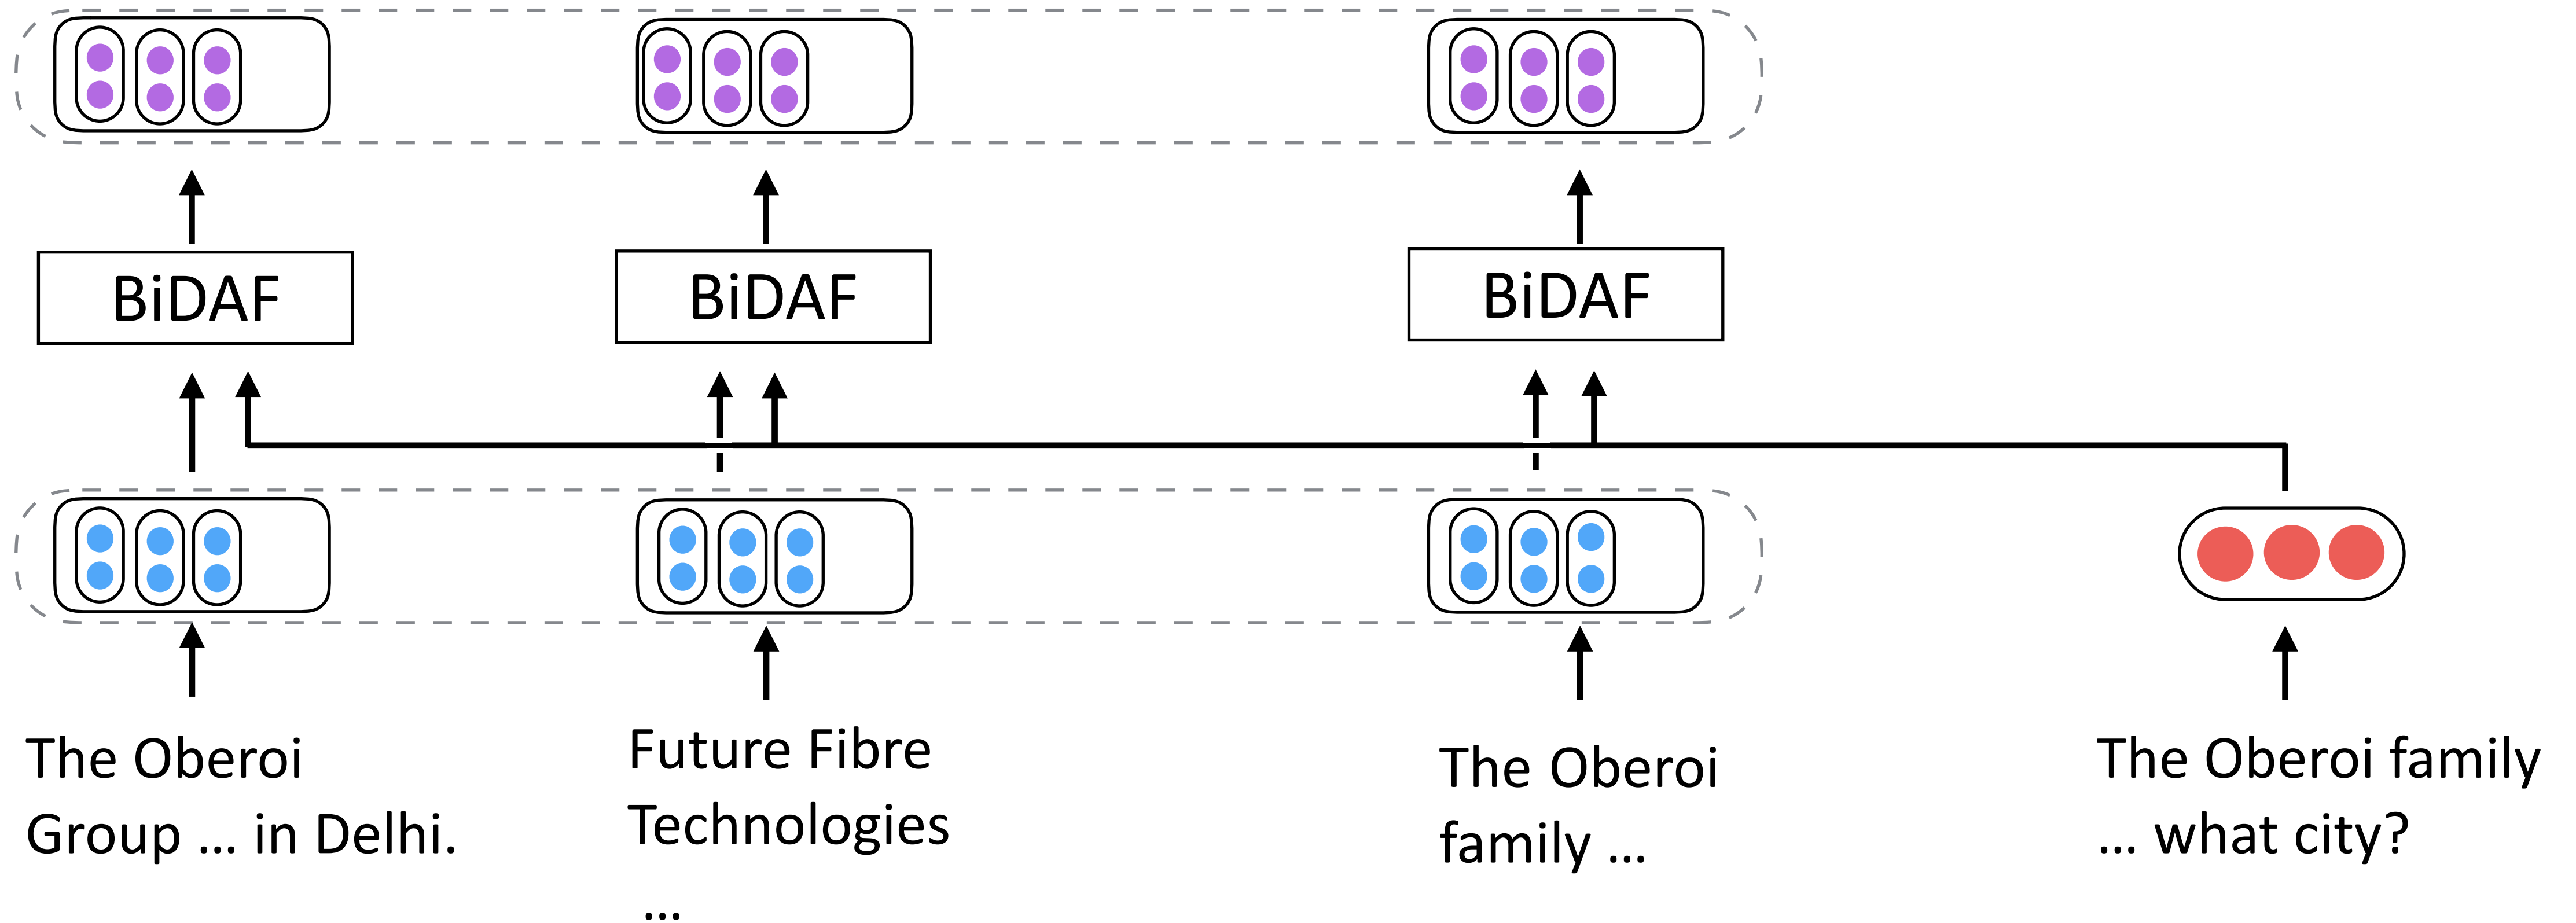 BiDAF
BiDAF
BiDAF
The Oberoi
Group ... in Delhi.
Future Fibre
Technologies
...
The Oberoi
family ...
The Oberoi family
... what city?